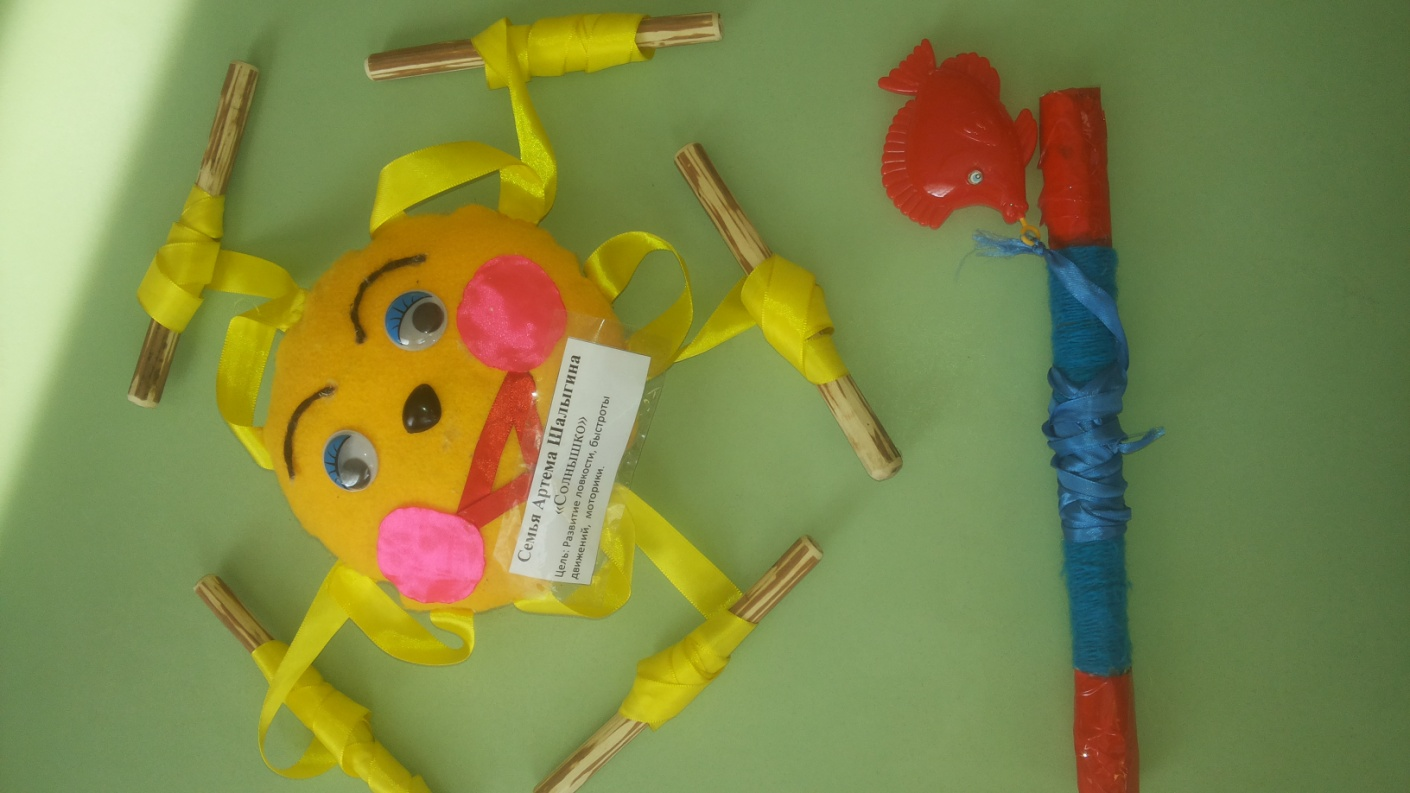 Семья Артема Шалыгина
«Солнышко»
Цель: Развитие ловкости, быстроты
движений, моторики.